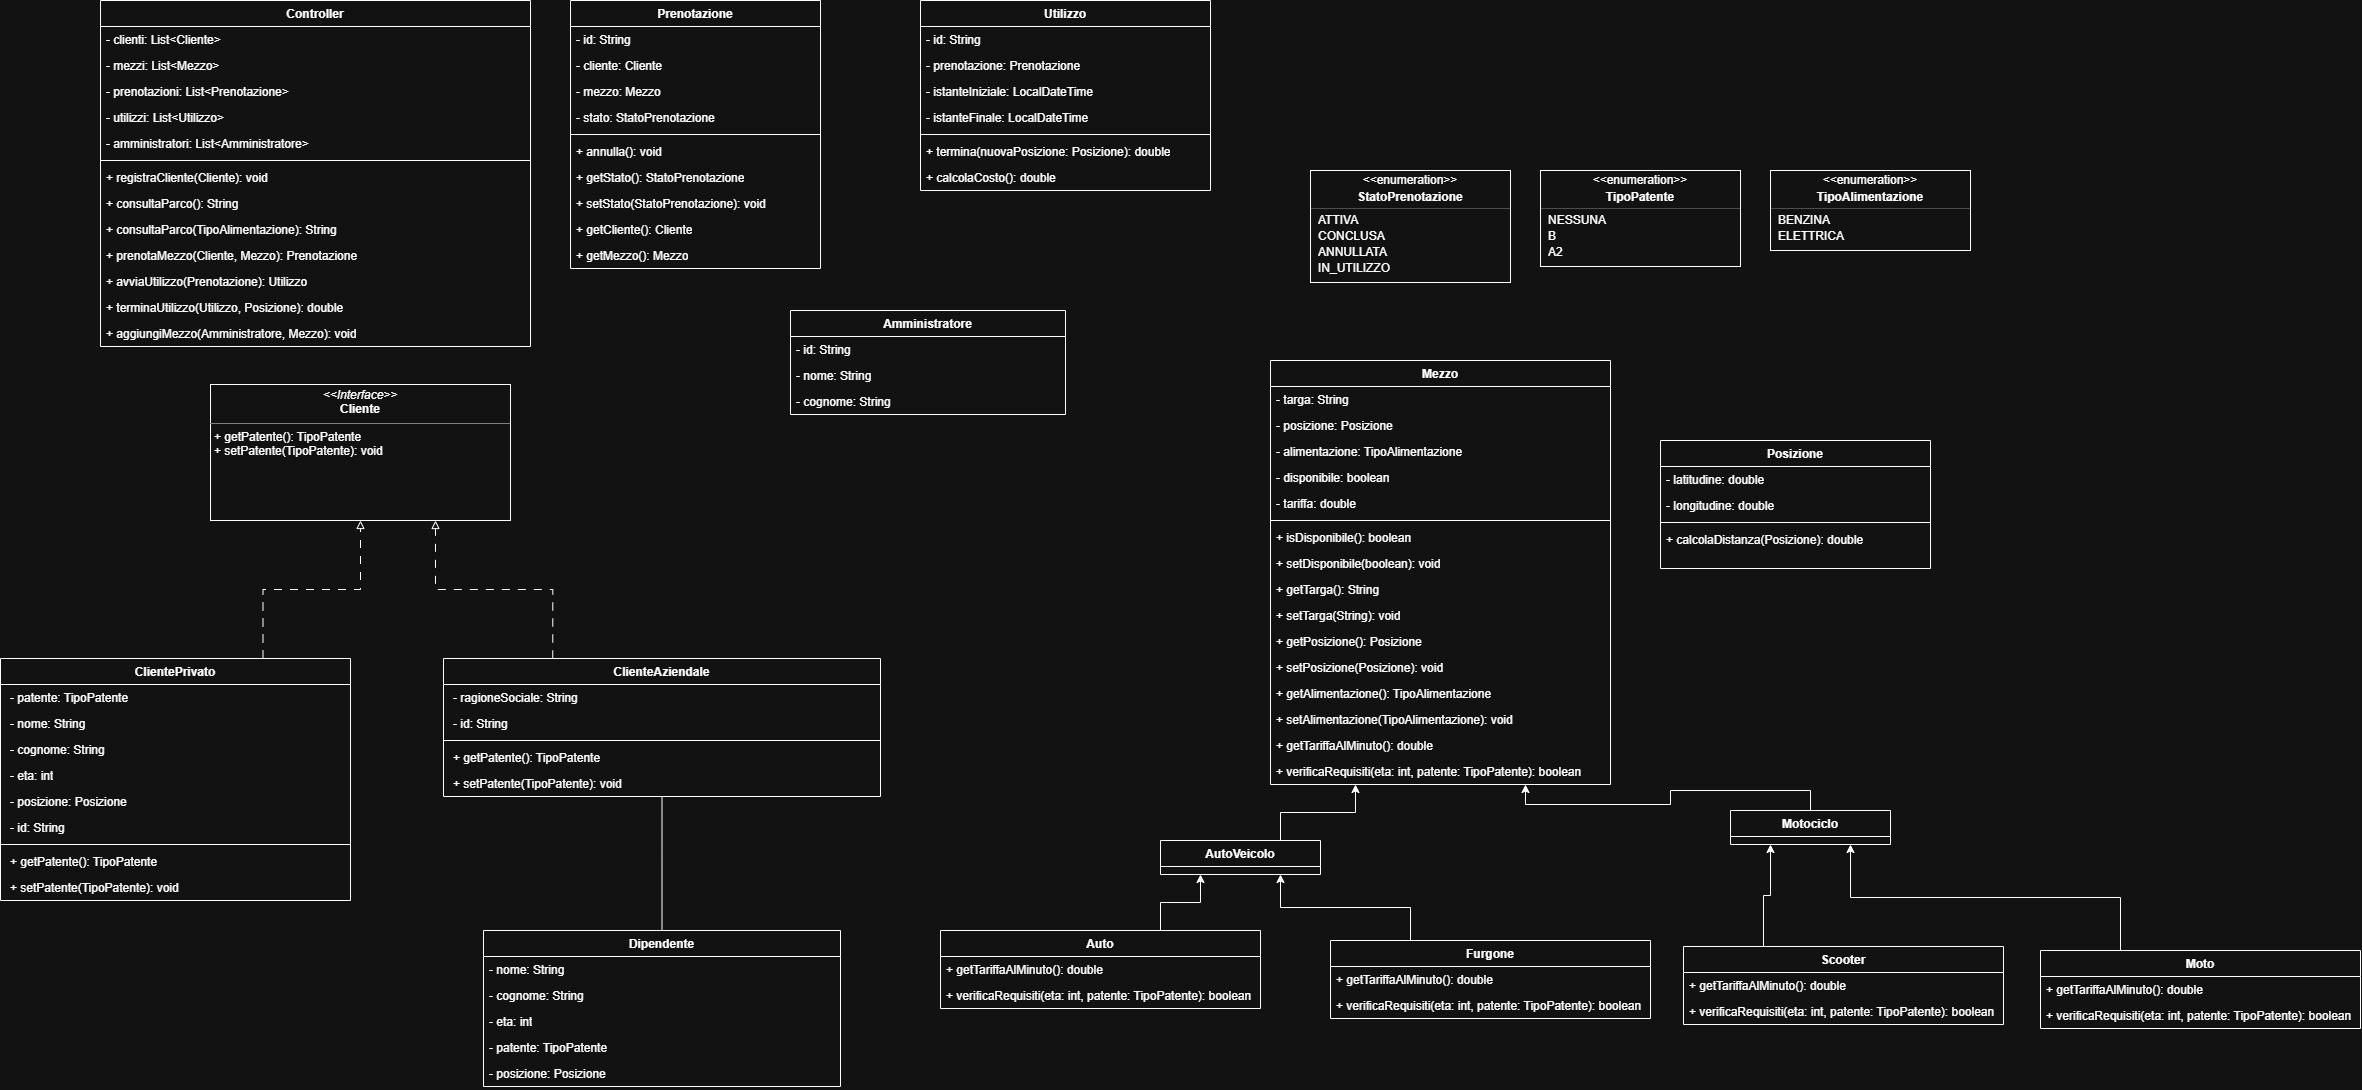 Controller
- clienti: List<Cliente>
- mezzi: List<Mezzo>
- prenotazioni: List<Prenotazione>
- utilizzi: List<Utilizzo>
- amministratori: List<Amministratore>
+ registraCliente(Cliente): void
+ consultaParco(): String
+ consultaParco(TipoAlimentazione): String
+ prenotaMezzo(Cliente, Mezzo): Prenotazione
+ avviaUtilizzo(Prenotazione): Utilizzo
+ terminaUtilizzo(Utilizzo, Posizione): double
+ aggiungiMezzo(Amministratore, Mezzo): void
Prenotazione
- id: String
- cliente: Cliente
- mezzo: Mezzo
- stato: StatoPrenotazione
+ annulla(): void
+ getStato(): StatoPrenotazione
+ setStato(StatoPrenotazione): void
+ getCliente(): Cliente
+ getMezzo(): Mezzo
Utilizzo
- id: String
- prenotazione: Prenotazione
- istanteIniziale: LocalDateTime
- istanteFinale: LocalDateTime
+ termina(nuovaPosizione: Posizione): double
+ calcolaCosto(): double
<<enumeration>>
StatoPrenotazione
ATTIVA
CONCLUSA
ANNULLATA
IN_UTILIZZO
<<enumeration>>
TipoPatente
NESSUNA
B
A2
<<enumeration>>
TipoAlimentazione
BENZINA
ELETTRICA
Amministratore
- id: String
- nome: String
- cognome: String
<<Interface>>
Cliente
+ getPatente(): TipoPatente
+ setPatente(TipoPatente): void
Mezzo
- targa: String
- posizione: Posizione
- alimentazione: TipoAlimentazione
- disponibile: boolean
- tariffa: double
+ isDisponibile(): boolean
+ setDisponibile(boolean): void
+ getTarga(): String
+ setTarga(String): void
+ getPosizione(): Posizione
+ setPosizione(Posizione): void
+ getAlimentazione(): TipoAlimentazione
+ setAlimentazione(TipoAlimentazione): void
+ getTariffaAlMinuto(): double
+ verificaRequisiti(eta: int, patente: TipoPatente): boolean
Posizione
- latitudine: double
- longitudine: double
+ calcolaDistanza(Posizione): double
ClientePrivato
- patente: TipoPatente
- nome: String
- cognome: String
- eta: int
- posizione: Posizione
- id: String
+ getPatente(): TipoPatente
+ setPatente(TipoPatente): void
ClienteAziendale
- ragioneSociale: String
- id: String
+ getPatente(): TipoPatente
+ setPatente(TipoPatente): void
AutoVeicolo
Motociclo
Dipendente
- nome: String
- cognome: String
- eta: int
- patente: TipoPatente
- posizione: Posizione
Auto
+ getTariffaAlMinuto(): double
+ verificaRequisiti(eta: int, patente: TipoPatente): boolean
Furgone
+ getTariffaAlMinuto(): double
+ verificaRequisiti(eta: int, patente: TipoPatente): boolean
Scooter
+ getTariffaAlMinuto(): double
+ verificaRequisiti(eta: int, patente: TipoPatente): boolean
Moto
+ getTariffaAlMinuto(): double
+ verificaRequisiti(eta: int, patente: TipoPatente): boolean